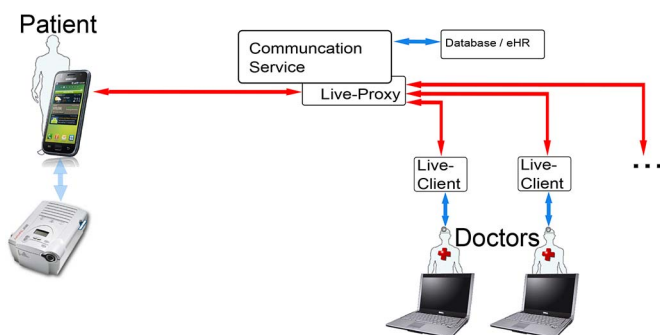 Patient
Communcation
Service
Database / eHR
Live-Proxy
Live-
Client
Live-
Client
...
Doctors